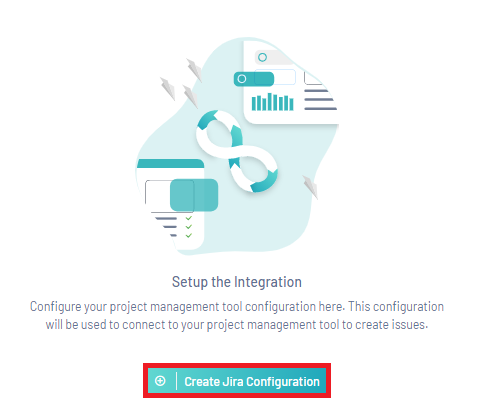 Setup the Integration
Configure your project management tool configuration here. This configuration
will be used to connect to your project management tool to create issues.
Create Jira Configuration